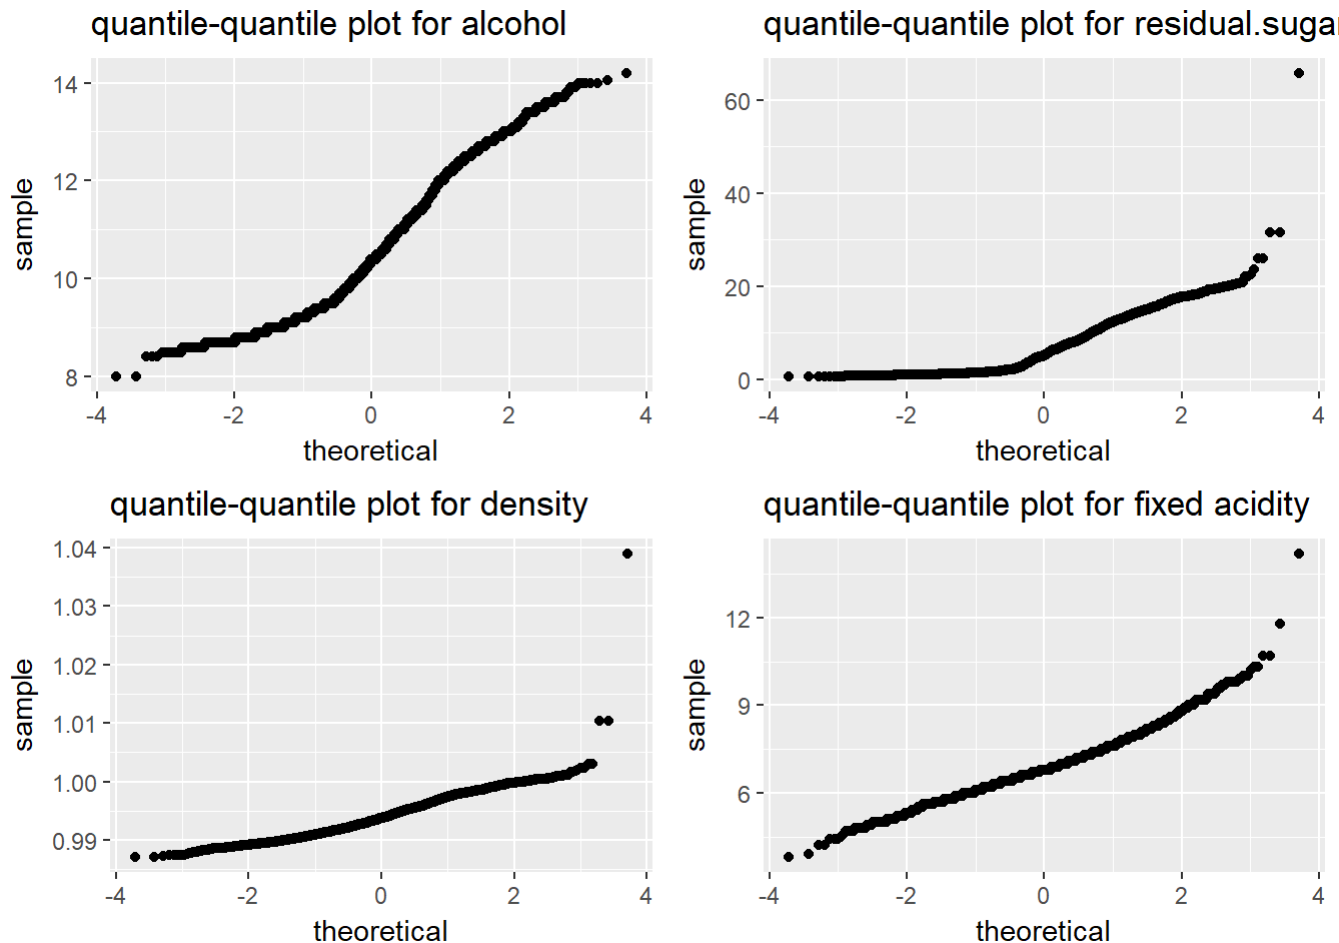 quantile-quantile plot for alcohol
14
12
10
8
sample
-4 -2 0 2 4
theoretical
quantile-quantile plot for residual.sugar
60
40
20
0
sample
-4 -2 0 2 4
theoretical
quantile-quantile plot for density
1.04
1.03
1.02
1.01
1.00
0.99
sample
-4 -2 0 2 4
theoretical
quantile-quantile plot for fixed acidity
12
9
6
sample
-4 -2 0 2 4
theoretical